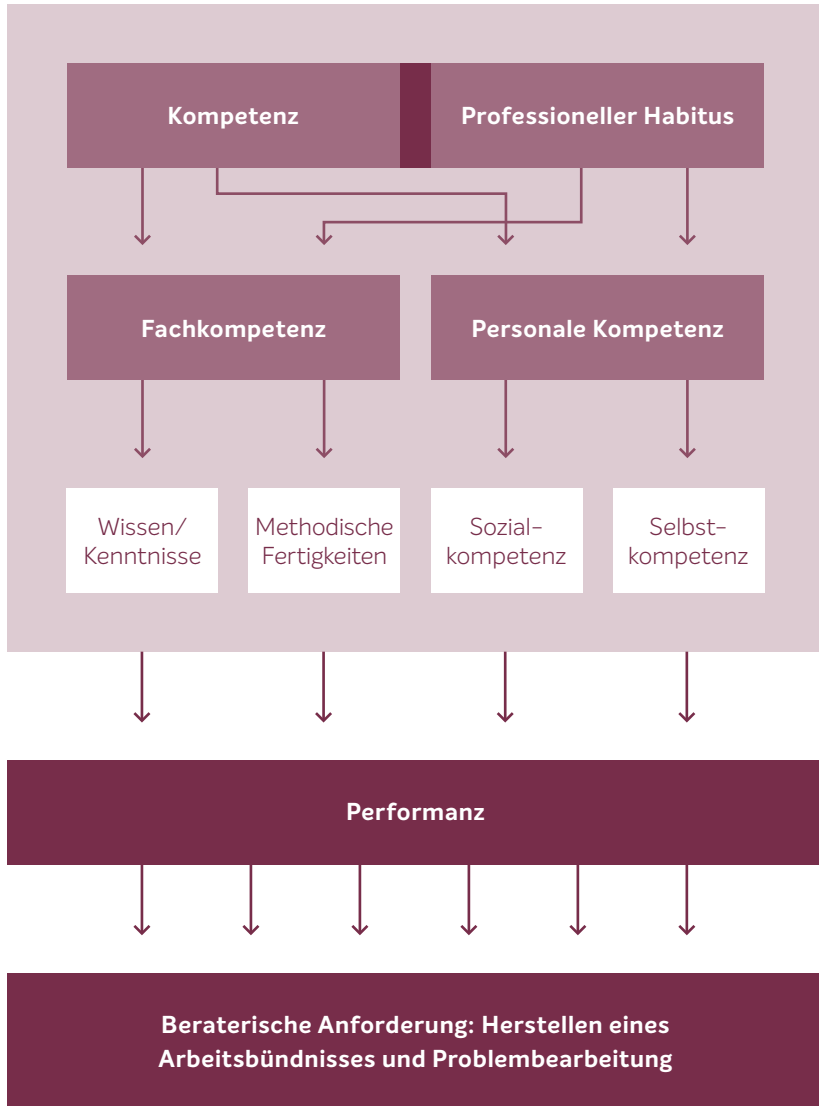 Kompetenz
Professioneller Habitus
Fachkompetenz
Personale Kompetenz
Wissen/
Kenntnisse
Methodische
Fertigkeiten
Sozial-
kompetenz
Selbst-
kompetenz
Performanz
Beraterische Anforderung: Herstellen eines
Arbeitsbündnisses und Problembearbeitung